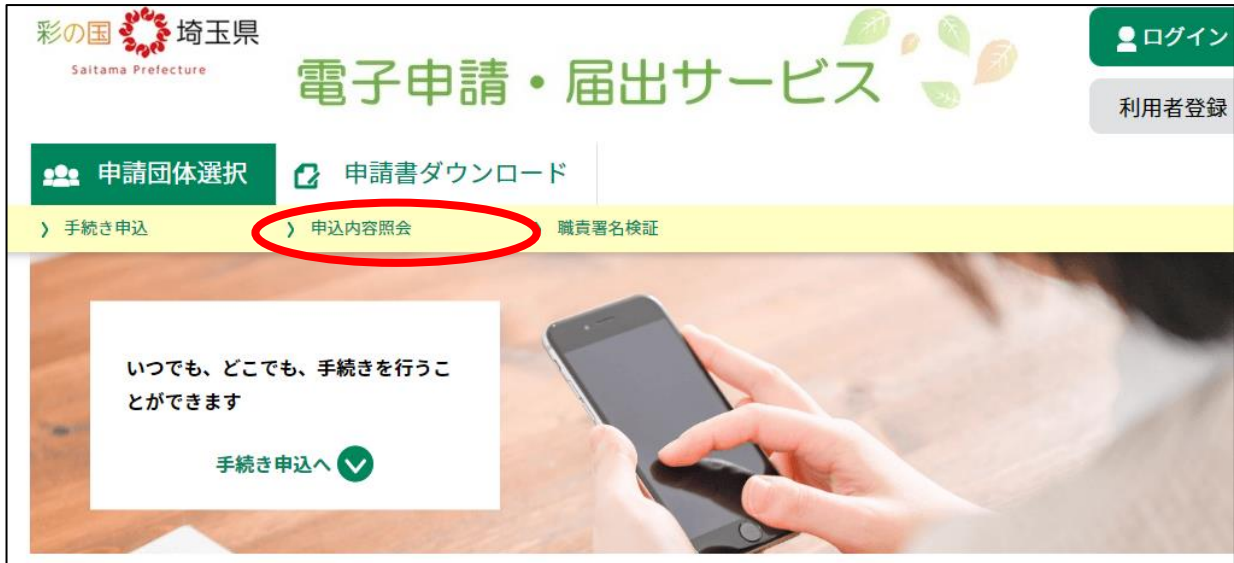 彩の国 埼玉県
Saitama Prefecture
電子申請・届出サービス
ログイン
利用者登録
申請団体選択
申請書ダウンロード
手続き申込
申込内容照会
職責署名検証
いつでも、どこでも、手続きを行うこ
とができます
手続き申込へ